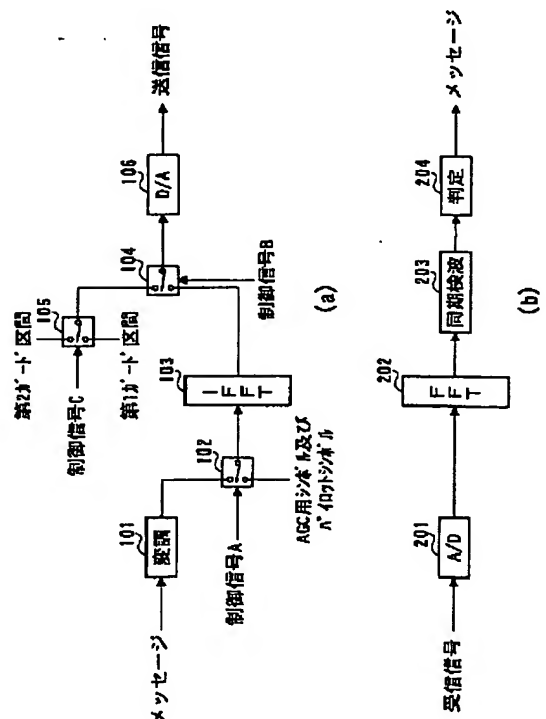 メッセージ
101
変調
102
制御信号A
AGC用シンボル及び
パイロットシンボル
103
IFFT
第2ガード区間
105
制御信号C
第1ガード区間
104
制御信号B
106
D/A
送信信号
(a)
受信信号
201
A/D
202
FFT
203
同期検波
204
判定
メッセージ
(b)